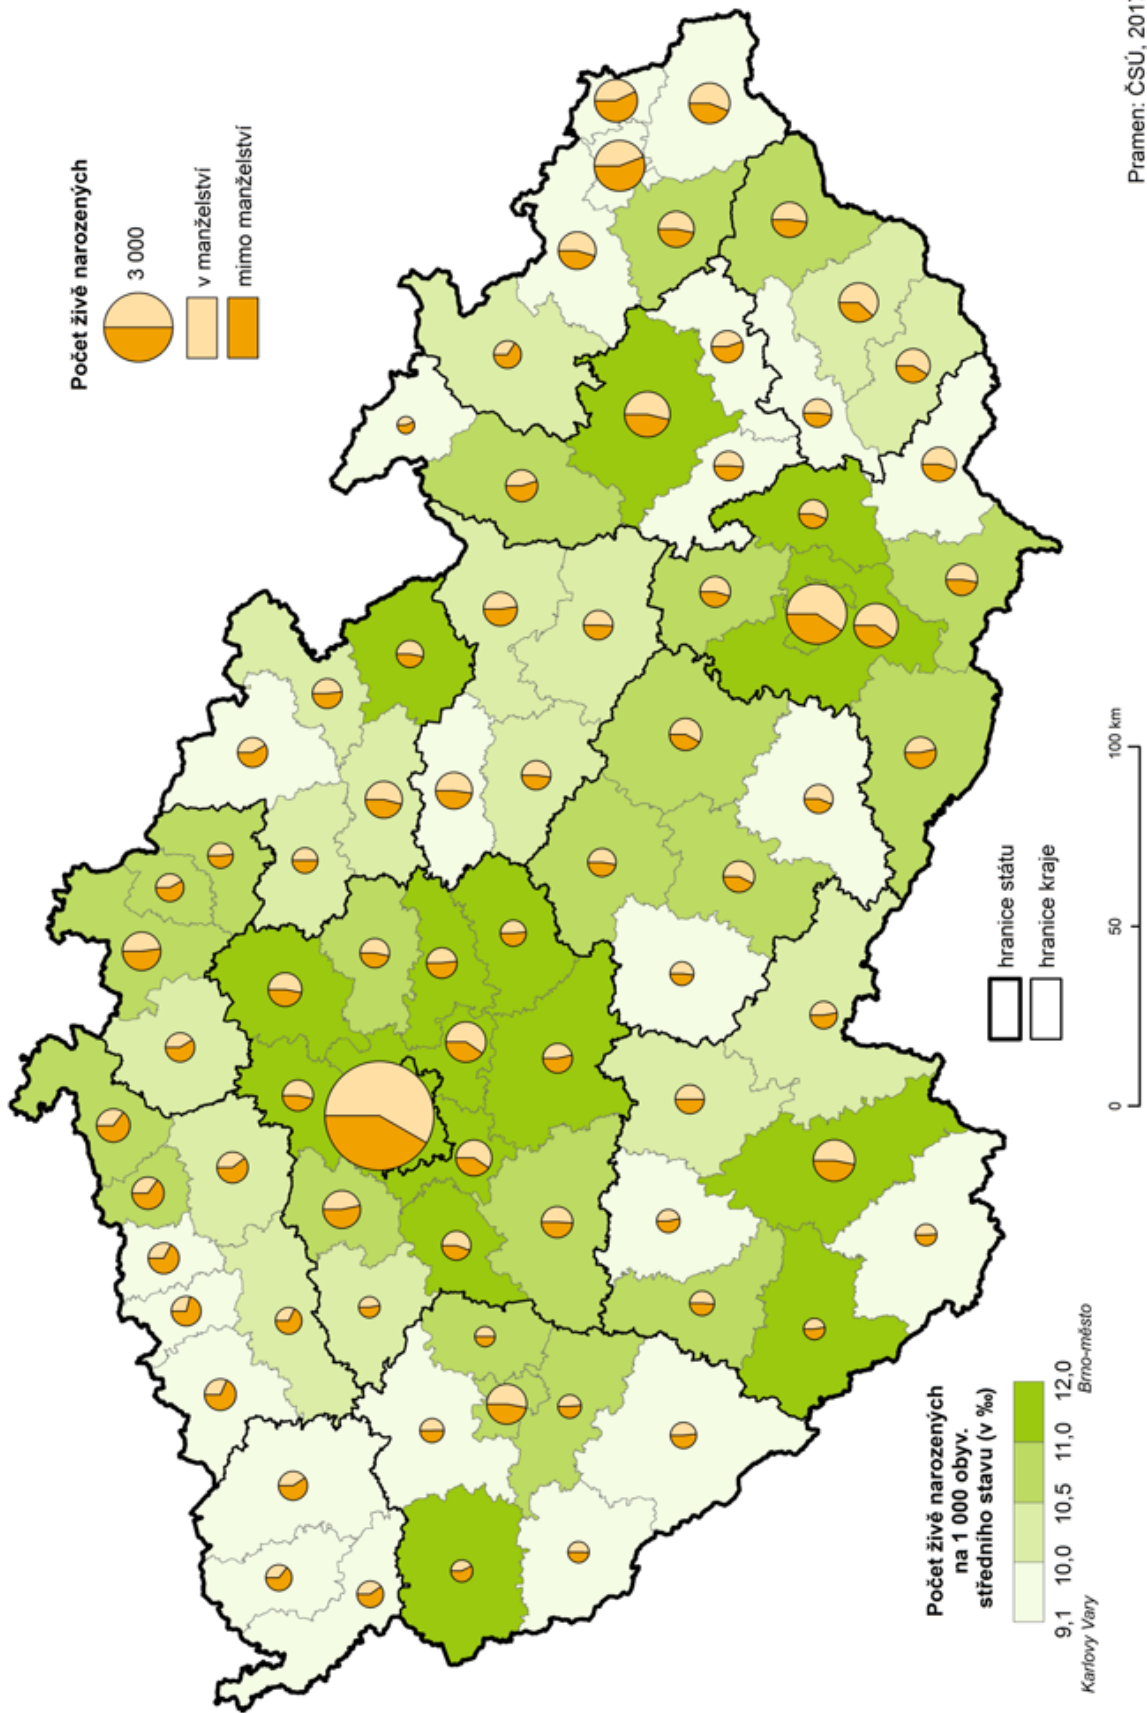 Počet živě narozených
3 000
v manželství
mimo manželství
Počet živě narozených
na 1 000 obyv.
středního stavu (v ‰)
9,1 10,0 10,5 11,0 12,0
Karlovy Vary Brno-město
hranice státu
hranice kraje
0 50 100 km
Pramen: ČSÚ, 2017